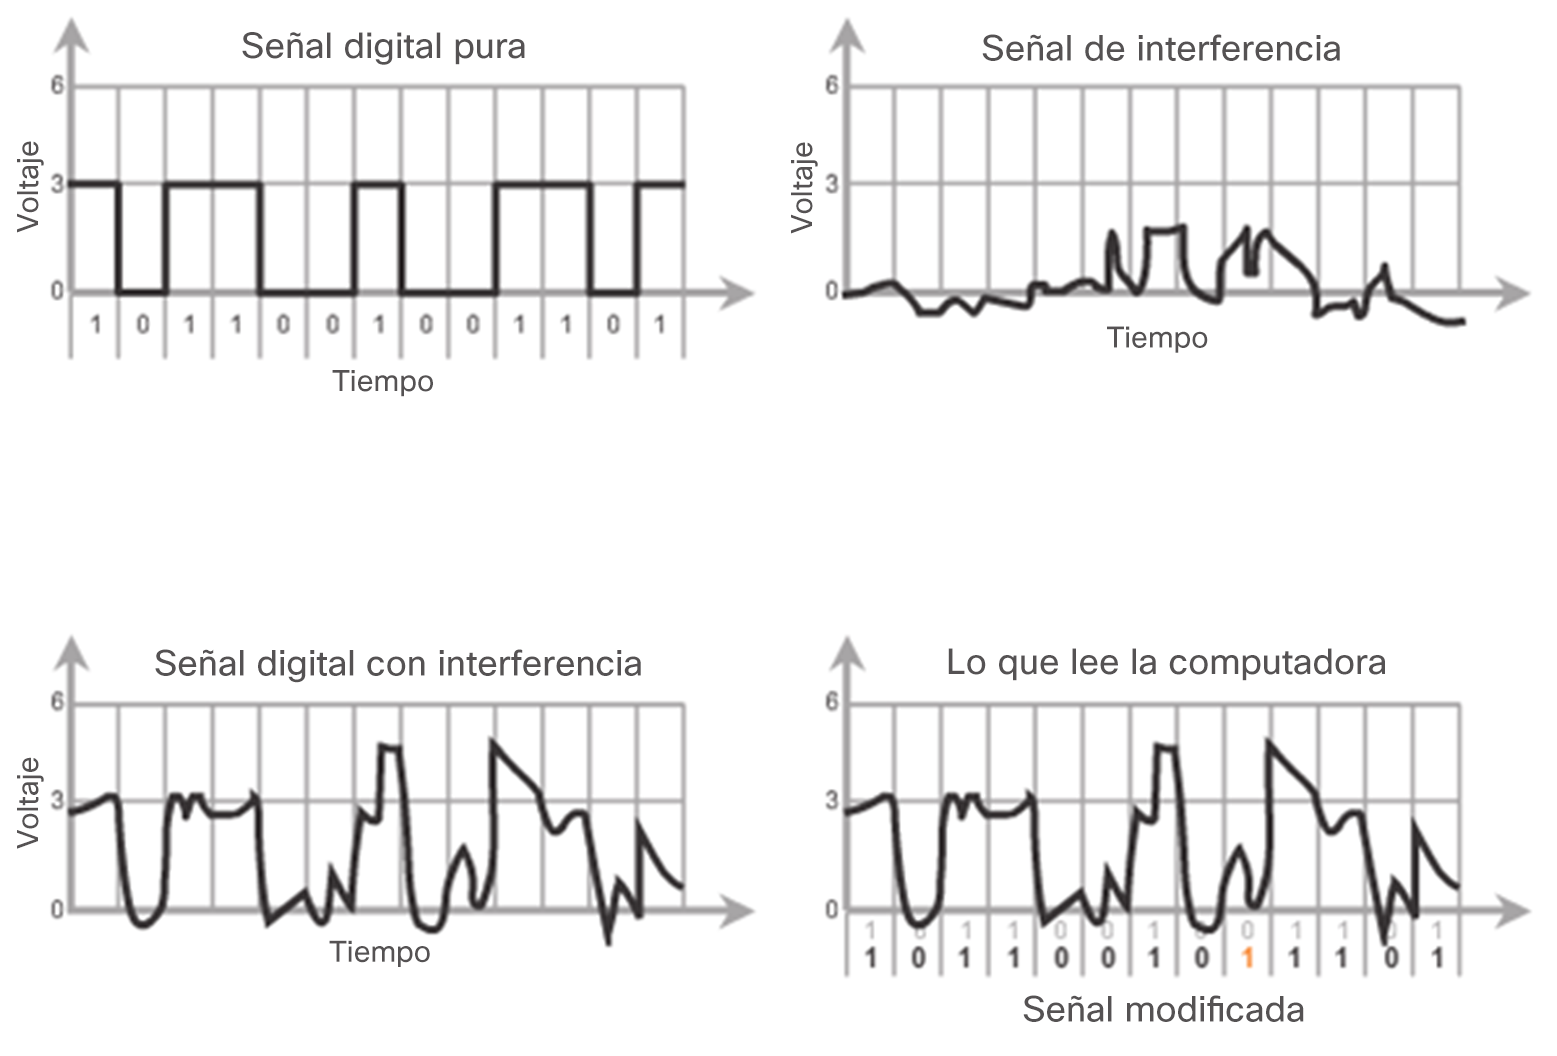 Señal digital pura
6
Voltaje
3
0
1 0 1 1 0 0 1 0 0 1 1 0 1
Tiempo
Señal de interferencia
6
Voltaje
3
0
Tiempo
Señal digital con interferencia
6
Voltaje
3
0
Tiempo
Lo que lee la computadora
6
3
0
1 0 1 1 0 0 1 0 0 1 1 0 1
1 0 1 1 0 0 1 0 1 1 1 0 1
Señal modificada